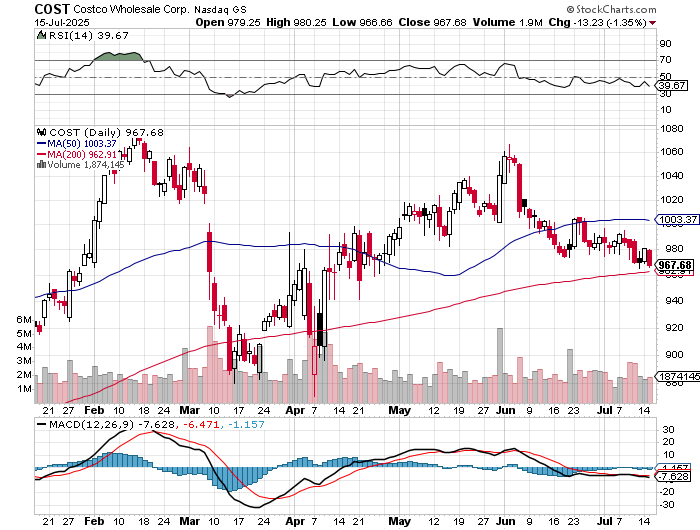 COST Costco Wholesale Corp. Nasdaq GS
© StockCharts.com
15-Jul-2025 Open 979.25 High 980.25 Low 966.66 Close 967.68 Volume 1.9M Chg -13.23 (-1.35%)
RSI(14) 39.67
90
70
50
39.67
30
10
COST (Daily) 967.68
MA(50) 1003.37
MA(200) 962.91
Volume 1,874,145
1080
1060
1040
1020
1003.37
980
967.68
962.91
940
920
900
880
6M
5M
4M
3M
2M
1M
1874145
21 27 Feb 10 18 24 Mar 10 17 24 Apr 7 14 21 May 12 19 27 Jun 9 16 23 Jul 7 14
MACD(12,26,9) -7.628, -6.471, -1.157
30
20
10
-1.157
-7.628
-20
-30
21 27 Feb 10 18 24 Mar 10 17 24 Apr 7 14 21 May 12 19 27 Jun 9 16 23 Jul 7 14